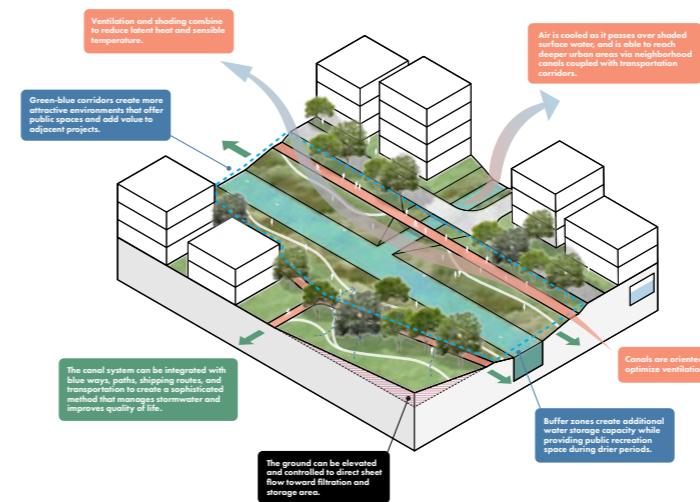 Ventilation and shading combine
to reduce latent heat and sensible
temperature.
Air is cooled as it passes over shaded
surface water, and is able to reach
deeper urban areas via neighborhood
canals coupled with transportation
corridors.
Green-blue corridors create more
attractive environments that offer
public spaces and add value to
adjacent projects.
The canal system can be integrated with
blue ways, paths, shipping routes, and
transportation to create a sophisticated
method that manages stormwater and
improves quality of life.
Canals are oriente
optimize ventilatio
Buffer zones create additional
water storage capacity while
providing public recreation
space during drier periods.
The ground can be elevated
and controlled to direct sheet
flow toward filtration and
storage area.